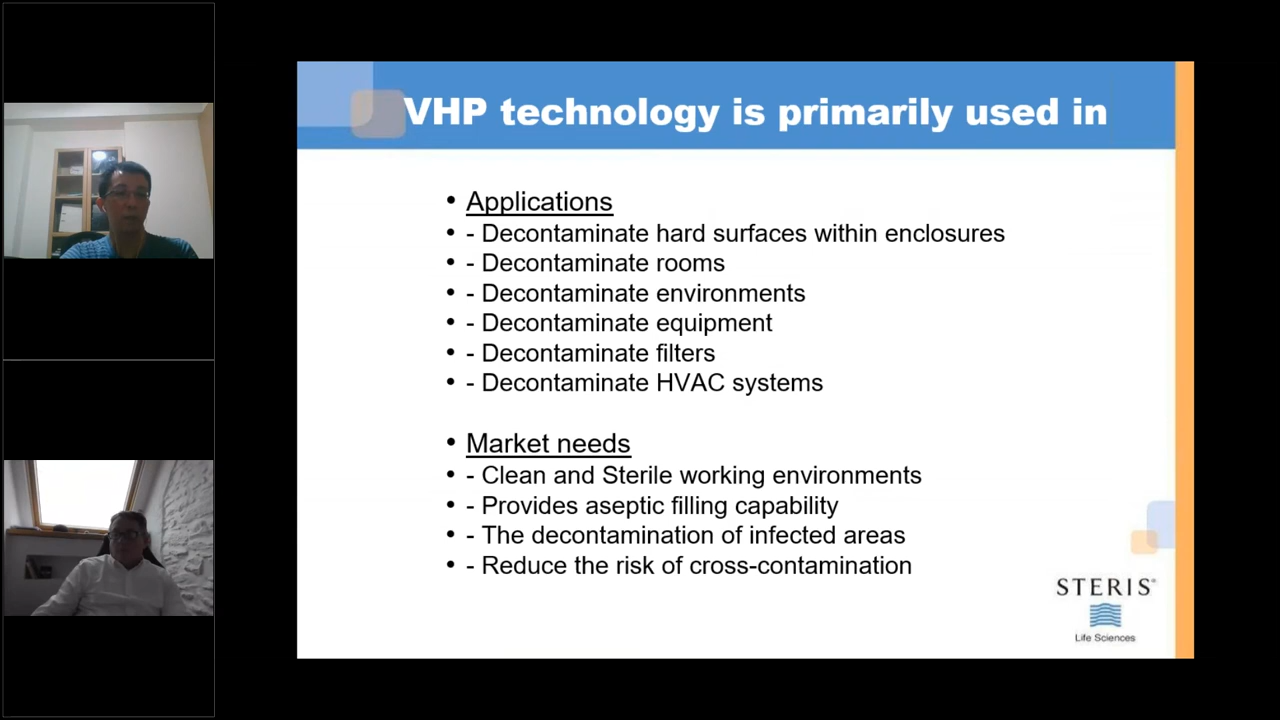 VHP technology is primarily used in
• Applications
• - Decontaminate hard surfaces within enclosures
• - Decontaminate rooms
• - Decontaminate environments
• - Decontaminate equipment
• - Decontaminate filters
• - Decontaminate HVAC systems
• Market needs
• - Clean and Sterile working environments
• - Provides aseptic filling capability
• - The decontamination of infected areas
• - Reduce the risk of cross-contamination
STERIS®
Life Sciences